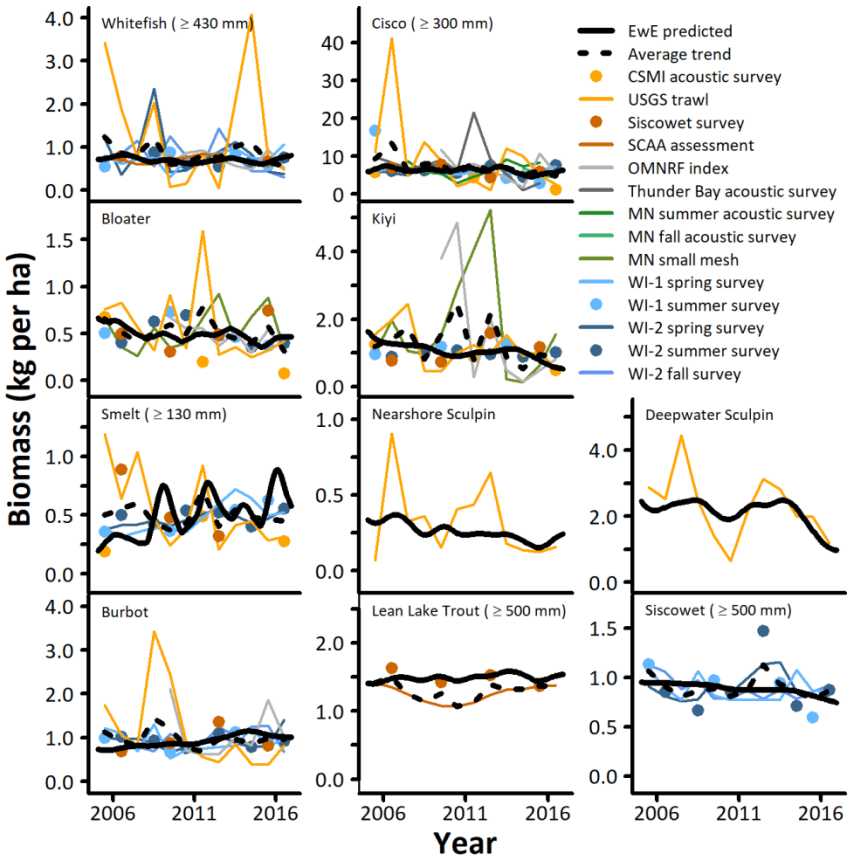 Whitefish ( ≥ 430 mm)
4.0
3.0
2.0
1.0
0.0
Cisco ( ≥ 300 mm)
40
30
20
10
0
EwE predicted
Average trend
CSMI acoustic survey
USGS trawl
Siscowet survey
SCAA assessment
OMNRF index
Thunder Bay acoustic survey
MN summer acoustic survey
MN fall acoustic survey
MN small mesh
WI-1 spring survey
WI-1 summer survey
WI-2 spring survey
WI-2 summer survey
WI-2 fall survey
Bloater
1.5
1.0
0.5
0.0
Kiyi
4.0
2.0
0.0
Biomass (kg per ha)
Smelt ( ≥ 130 mm)
1.0
0.5
0.0
Nearshore Sculpin
1.0
0.5
0.0
Deepwater Sculpin
4.0
2.0
0.0
Burbot
4.0
3.0
2.0
1.0
0.0
2006
2011
2016
Lean Lake Trout ( ≥ 500 mm)
2.0
1.0
0.0
2006
2011
2016
Siscowet ( ≥ 500 mm)
1.5
1.0
0.5
0.0
2006
2011
2016
Year